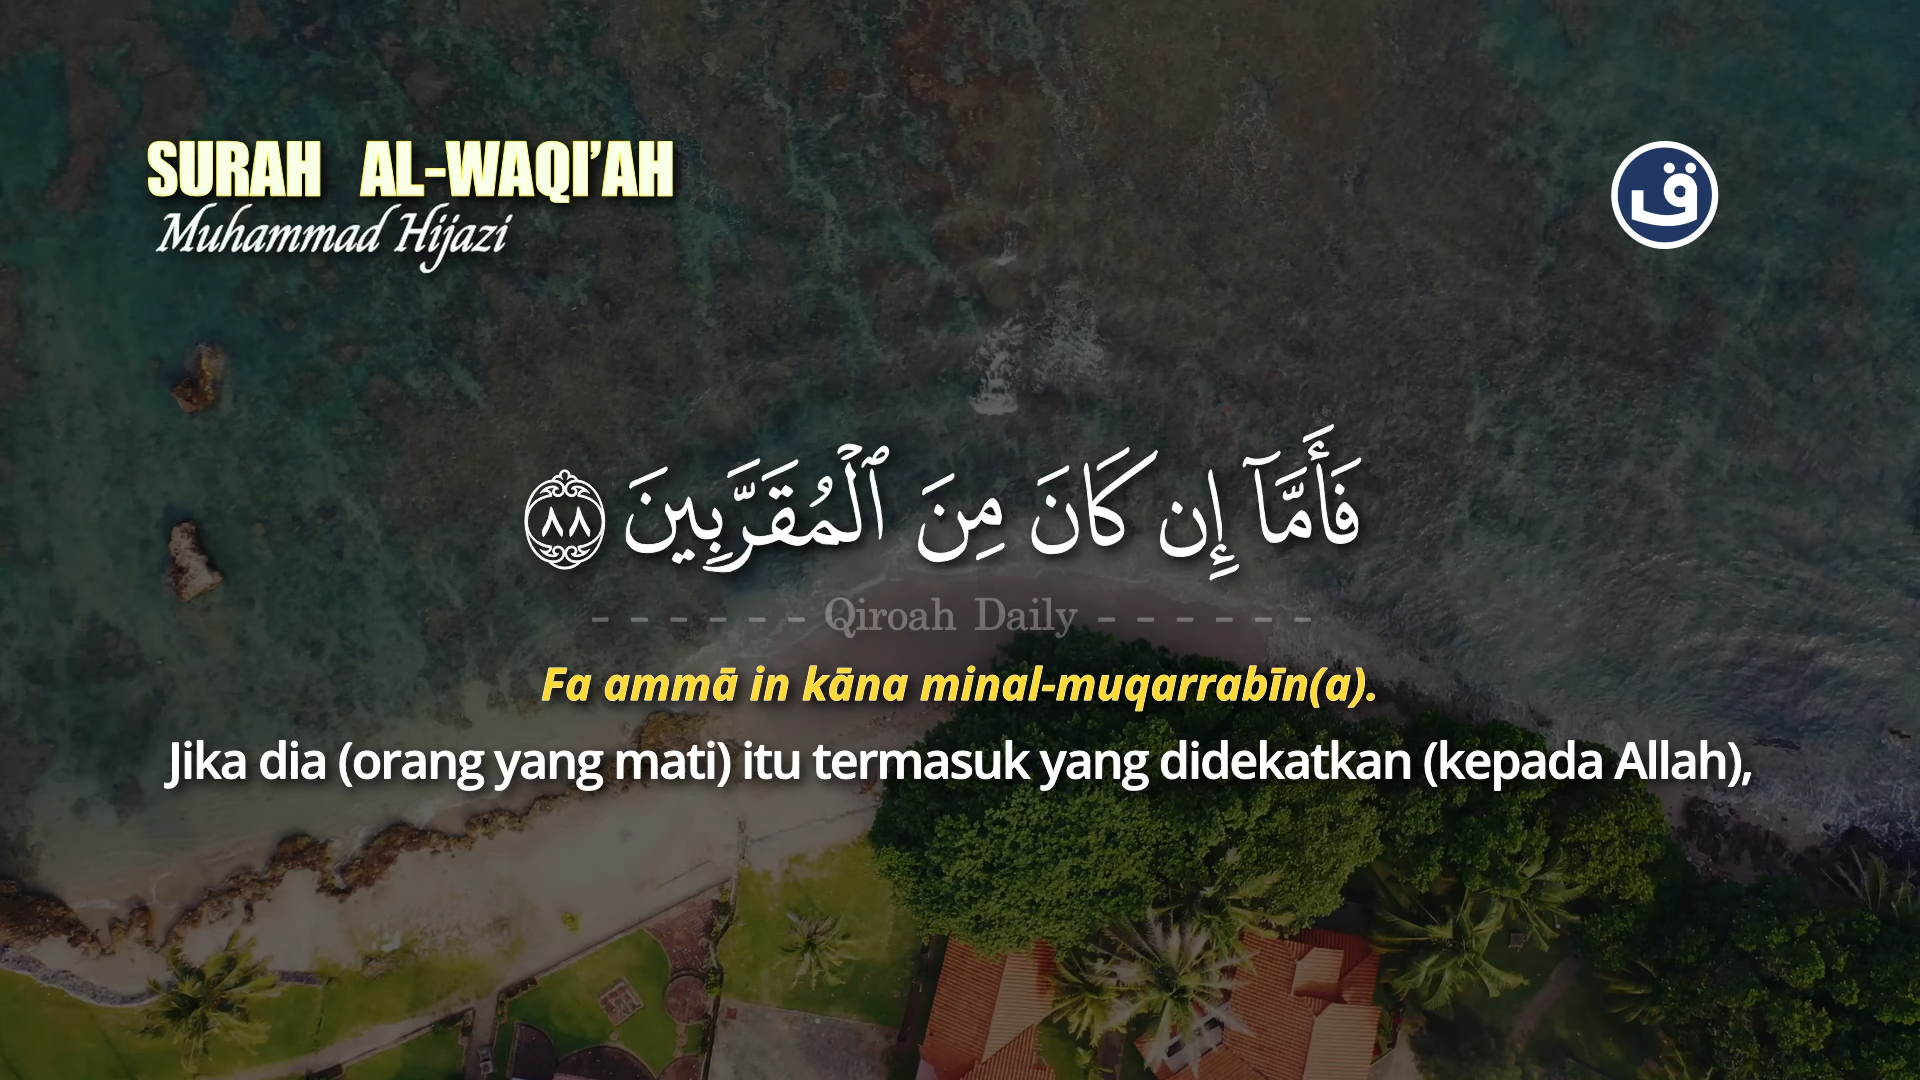 SURAH AL-WAQI’AH
Muhammad Hijazi
ق
فَأَمَّآ إِن كَانَ مِنَ ٱلْمُقَرَّبِينَ ٨٨
- - - - - - Qiroah Daily - - - - - -
Fa ammā in kāna minal-muqarrabīn(a).
Jika dia (orang yang mati) itu termasuk yang didekatkan (kepada Allah),